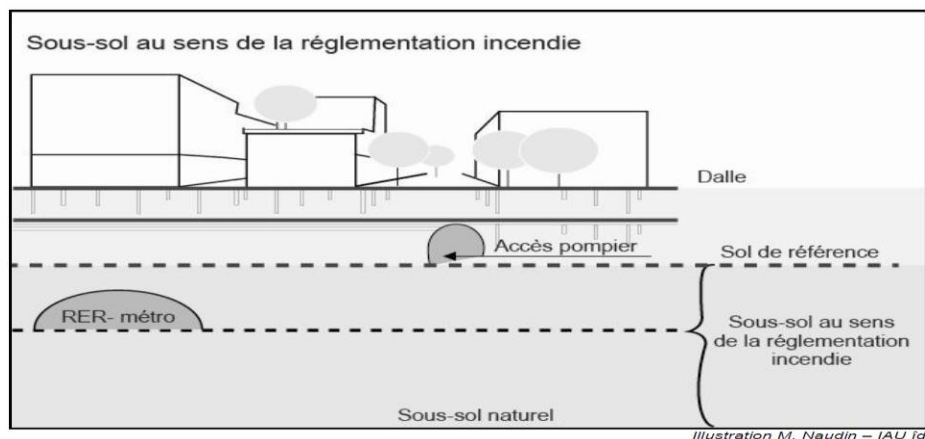 Sous-sol au sens de la réglementation incendie
Dalle
Accès pompier
Sol de référence
RER- métro
Sous-sol au sens
de la réglementation
incendie
Sous-sol naturel
Illustration M. Naudin – IAU îd